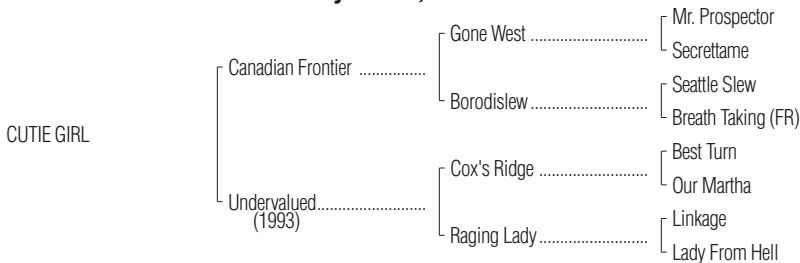 Mr. Prospector
Gone West ................................
Secrettame
Canadian Frontier ................
Seattle Slew
Borodislew................................
Breath Taking (FR)
CUTIE GIRL
Best Turn
Cox's Ridge ..............................
Our Martha
Undervalued..........................
(1993)
Linkage
Raging Lady..............................
Lady From Hell